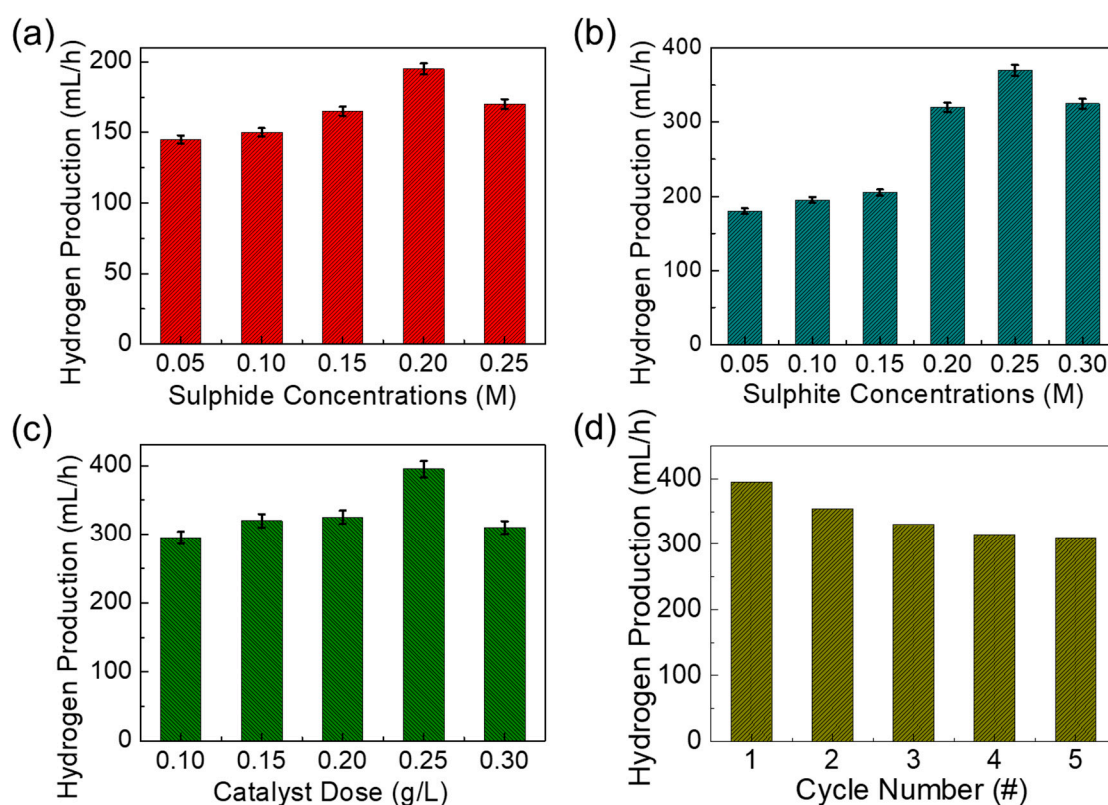 (a)
Hydrogen Production (mL/h)
200
150
100
50
0
0.05 0.10 0.15 0.20 0.25
Sulphide Concentrations (M)
(b)
Hydrogen Production (mL/h)
400
300
200
100
0
0.05 0.10 0.15 0.20 0.25 0.30
Sulphite Concentrations (M)
(c)
Hydrogen Production (mL/h)
400
300
200
100
0
0.10 0.15 0.20 0.25 0.30
Catalyst Dose (g/L)
(d)
Hydrogen Production (mL/h)
400
300
200
100
0
1 2 3 4 5
Cycle Number (#)